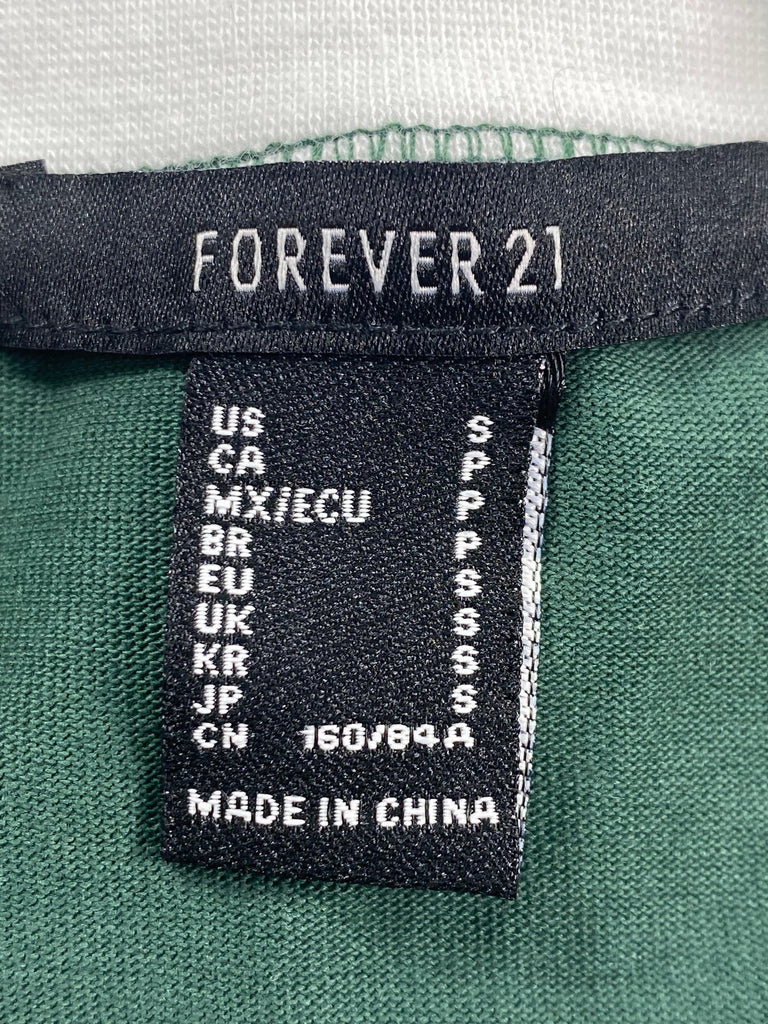 FOREVER 21
US S
CA P
MX/ECU P
BR P
EU S
UK S
KR S
JP S
CN 160/84A
MADE IN CHINA